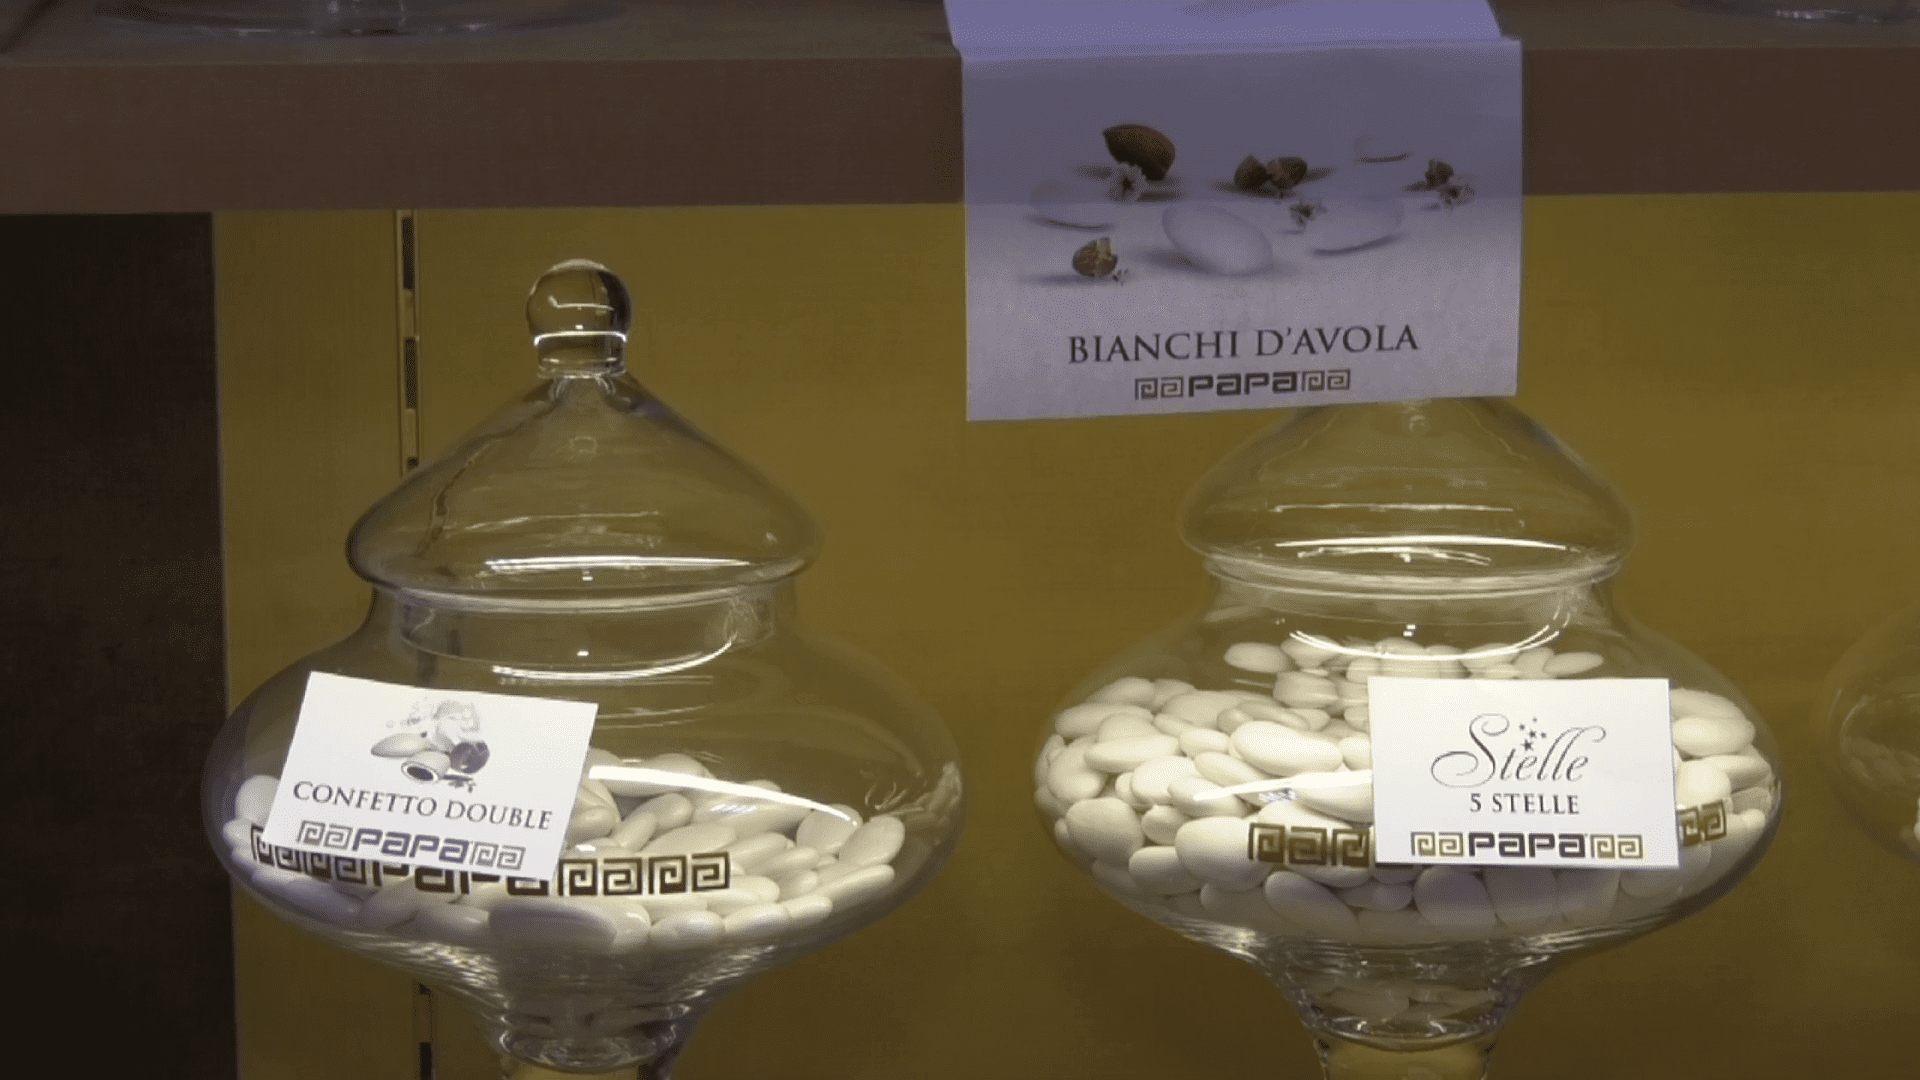 BIANCHI D'AVOLA
PAPA
CONFETTO DOUBLE
PAPA
PAPA
Stelle
5 STELLE
PAPA